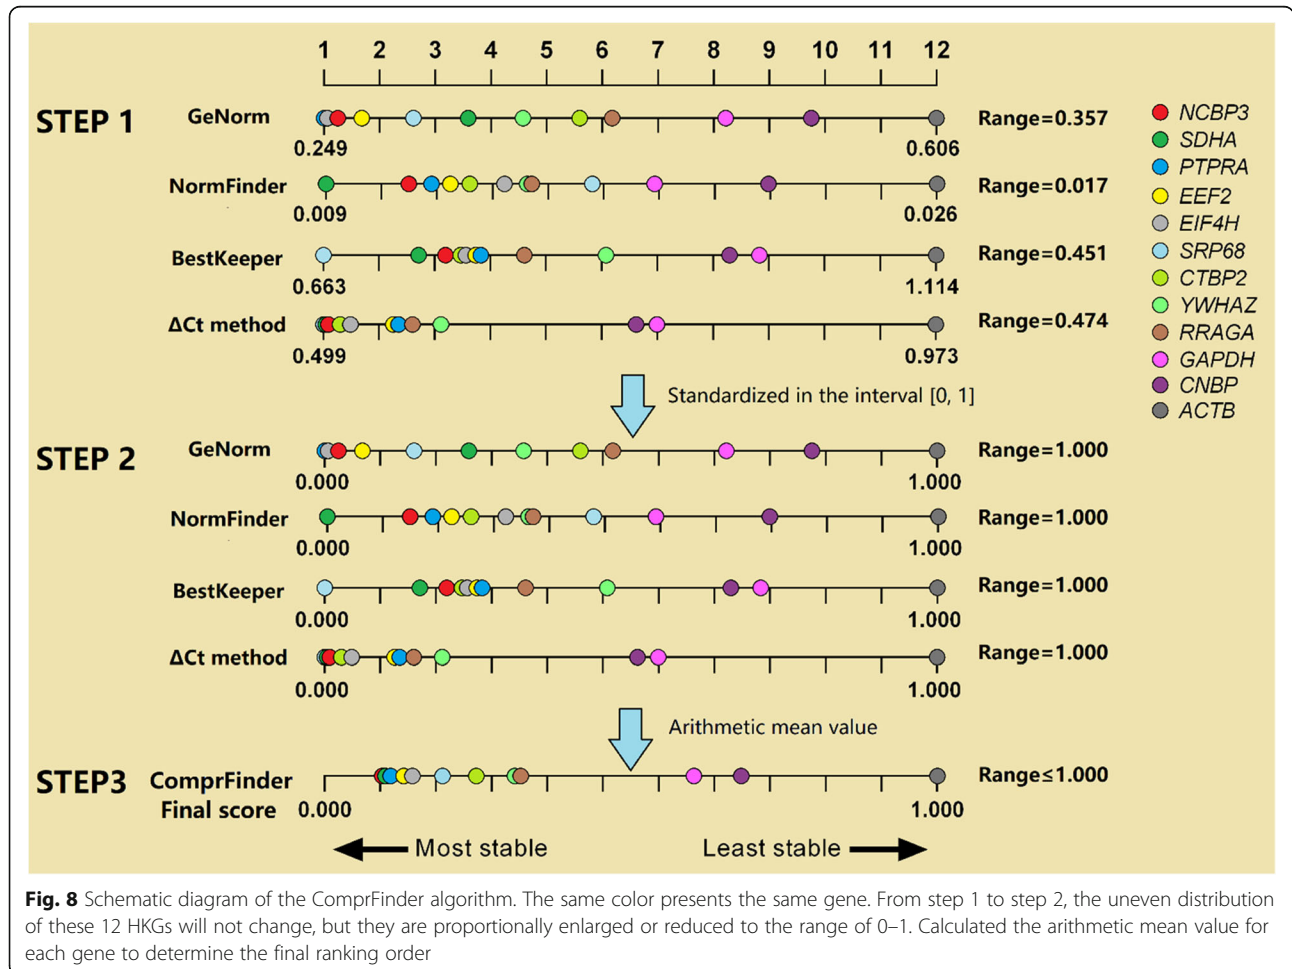 1 2 3 4 5 6 7 8 9 10 11 12
STEP 1
GeNorm
Range=0.357
0.249 0.606
NormFinder
Range=0.017
0.009 0.026
BestKeeper
Range=0.451
0.663 1.114
ΔCt method
Range=0.474
0.499 0.973
NCBP3
SDHA
PTPRA
EEF2
EIF4H
SRP68
CTBP2
YWHAZ
RRAGA
GAPDH
CNBP
ACTB
Standardized in the interval [0, 1]
STEP 2
GeNorm
Range=1.000
0.000 1.000
NormFinder
Range=1.000
0.000 1.000
BestKeeper
Range=1.000
0.000 1.000
ΔCt method
Range=1.000
0.000 1.000
Arithmetic mean value
STEP3
ComprFinder
Final score
Range≤1.000
0.000 1.000
Most stable Least stable
Fig. 8 Schematic diagram of the ComprFinder algorithm. The same color presents the same gene. From step 1 to step 2, the uneven distribution
of these 12 HKGs will not change, but they are proportionally enlarged or reduced to the range of 0–1. Calculated the arithmetic mean value for
each gene to determine the final ranking order